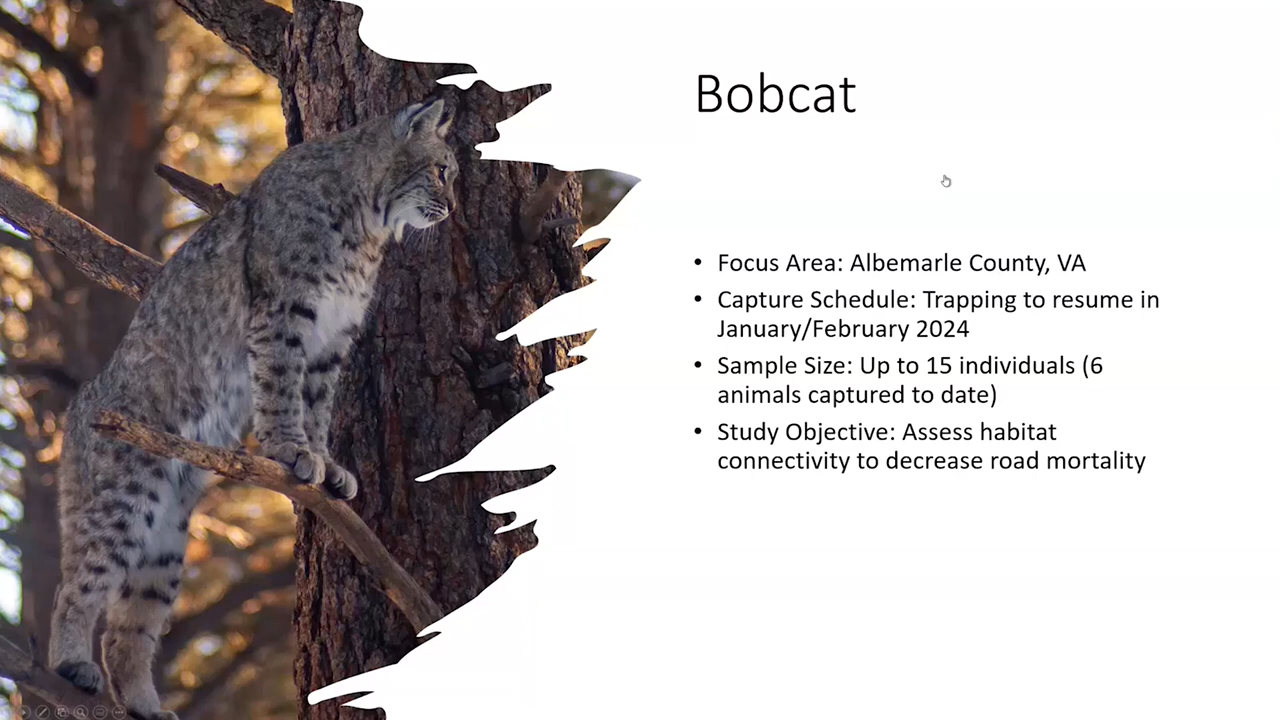 Bobcat
• Focus Area: Albemarle County, VA
• Capture Schedule: Trapping to resume in
January/February 2024
• Sample Size: Up to 15 individuals (6
animals captured to date)
• Study Objective: Assess habitat
connectivity to decrease road mortality